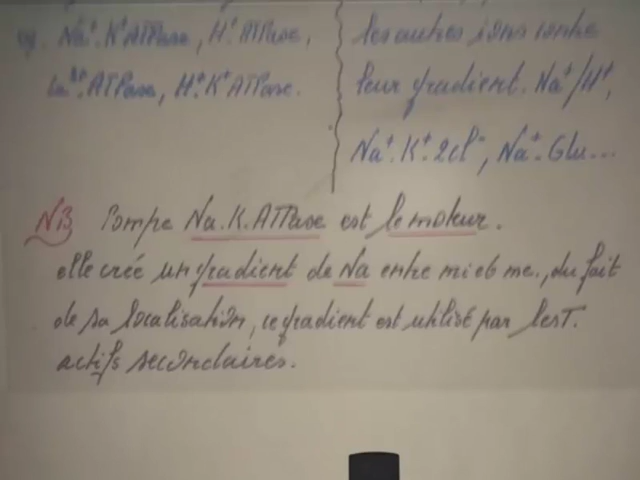 eg. Na⁺.K⁺ATPase, H⁺.ATPase,
Ca²⁺.ATPase, H⁺.K⁺ATPase.
les autres ions contre
leur gradient. Na⁺/H⁺,
Na⁺.K⁺.2Cl⁻, Na⁺.Glu...
NB Pompe Na.K.ATPase est le moteur.
elle crée un gradient de Na entre mi et me., du fait
de sa localisation, ce gradient est utilisé par les T.
actifs secondaires.